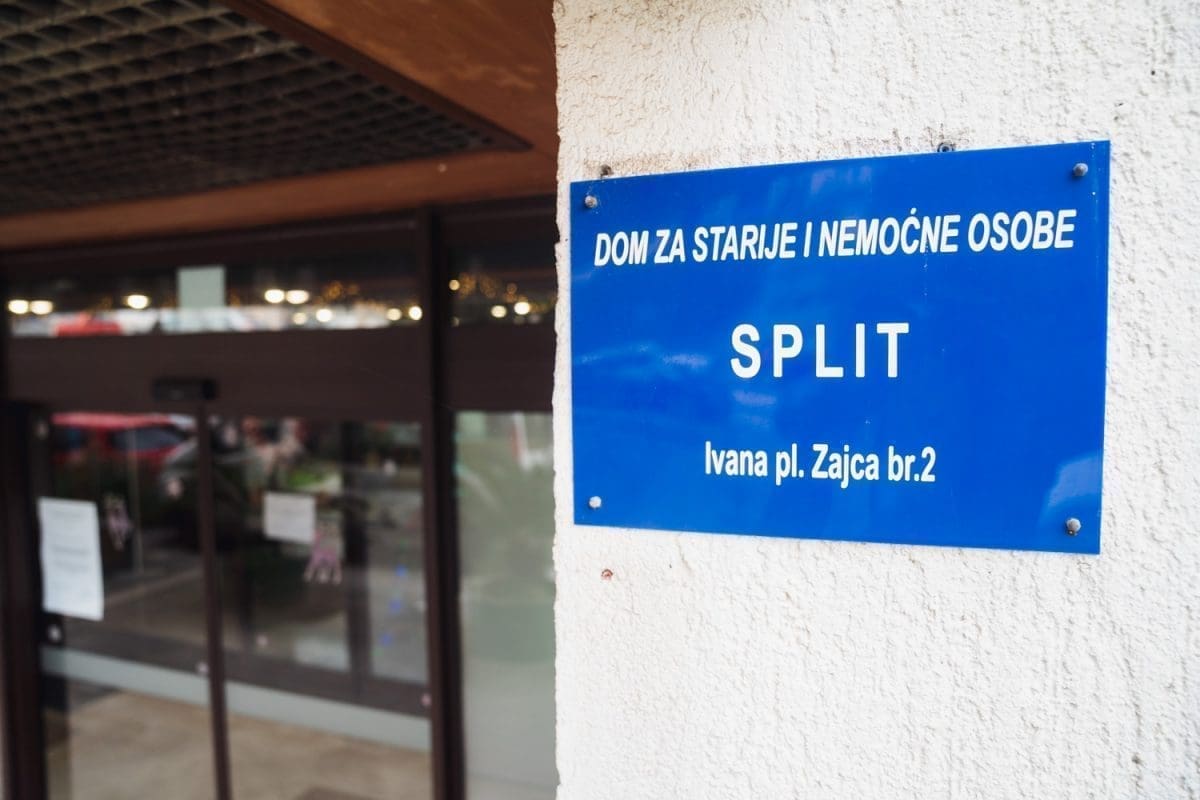 DOM ZA STARIJE I NEMOĆNE OSOBE
SPLIT
Ivana pl. Zajca br.2